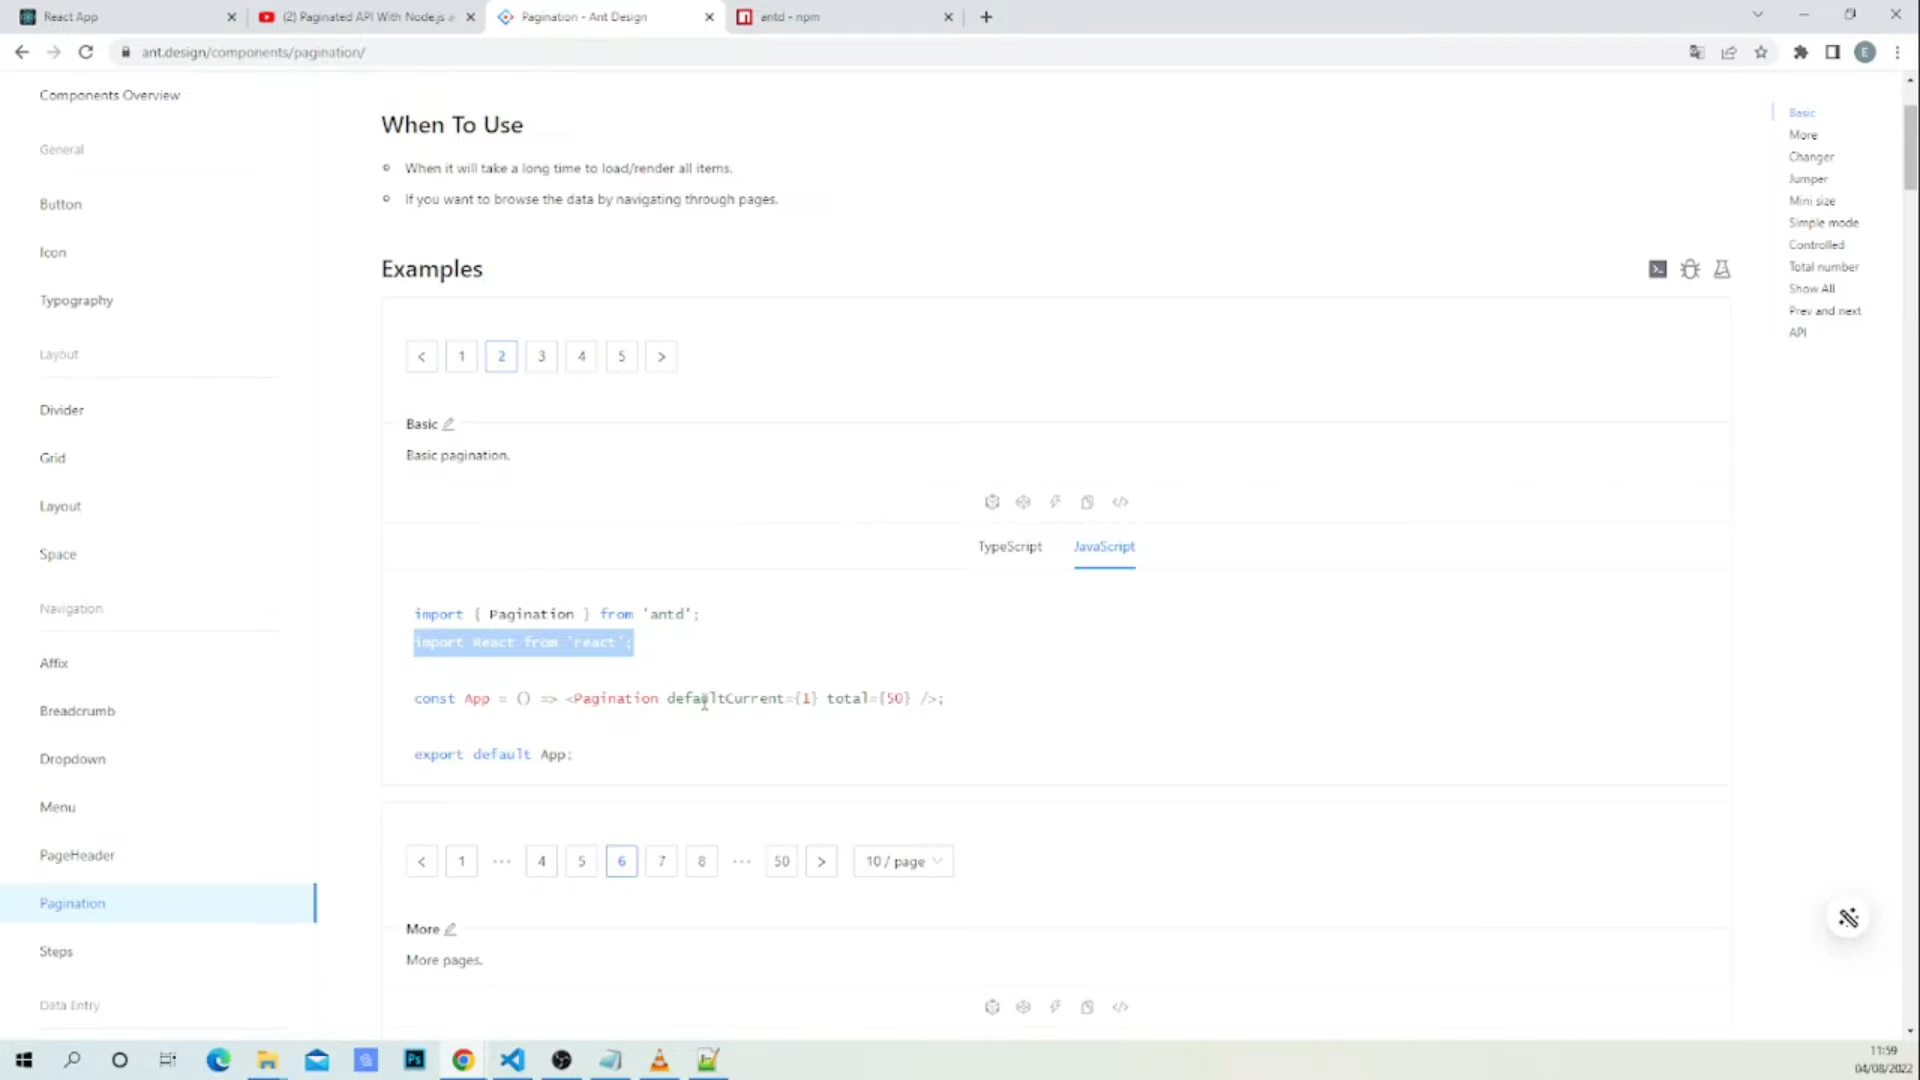 React App
(2) Paginated API With Node.js a
Pagination - Ant Design
antd - npm
ant.design/components/pagination/
E
Components Overview
General
Button
Icon
Typography
Layout
Divider
Grid
Layout
Space
Navigation
Affix
Breadcrumb
Dropdown
Menu
PageHeader
Pagination
Steps
Data Entry
When To Use
When it will take a long time to load/render all items.
If you want to browse the data by navigating through pages.
Examples
< 1 2 3 4 5 >
Basic
Basic pagination.
TypeScript JavaScript
import { Pagination } from 'antd';
import React from 'react';
const App = () => <Pagination defaultCurrent={1} total={50} />;
export default App;
< 1 ••• 4 5 6 7 8 ••• 50 > 10 / page
More
More pages.
Basic
More
Changer
Jumper
Mini size
Simple mode
Controlled
Total number
Show All
Prev and next
API
Ps
11:59
04/08/2022